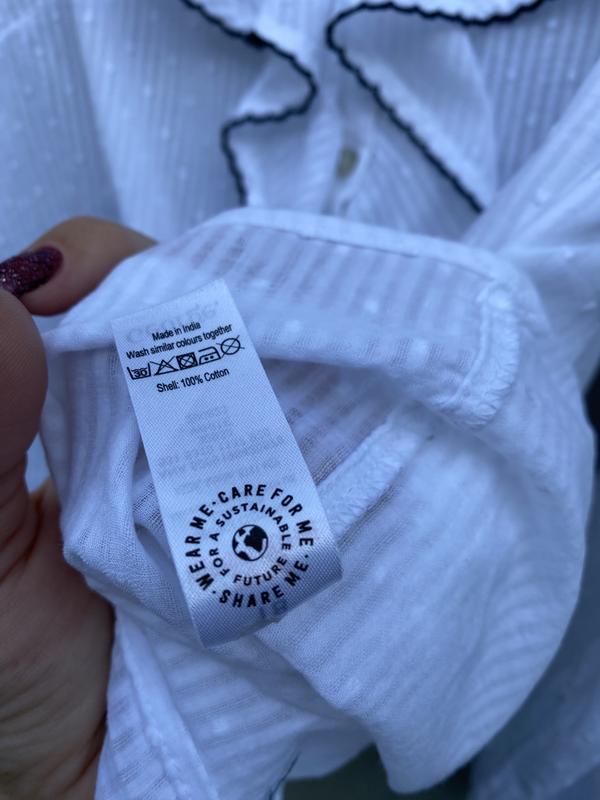 Made in India
Wash similar colours together
30
Shell: 100% Cotton
WEAR ME · CARE FOR ME · SHARE ME ·
FOR A SUSTAINABLE FUTURE